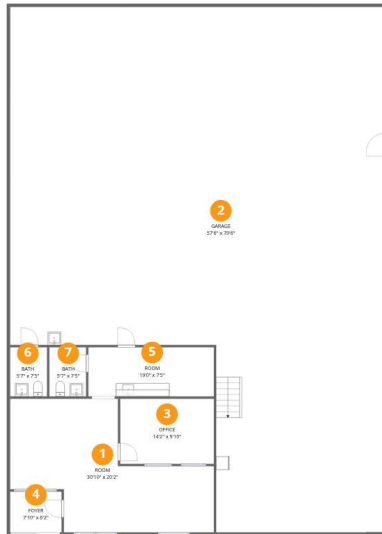 2
GARAGE
57'6" x 79'6"
6
BATH
5'7" x 7'5"
7
BATH
5'7" x 7'5"
5
ROOM
19'0" x 7'5"
3
OFFICE
14'2" x 9'10"
1
ROOM
30'10" x 20'2"
4
FOYER
7'10" x 6'2"